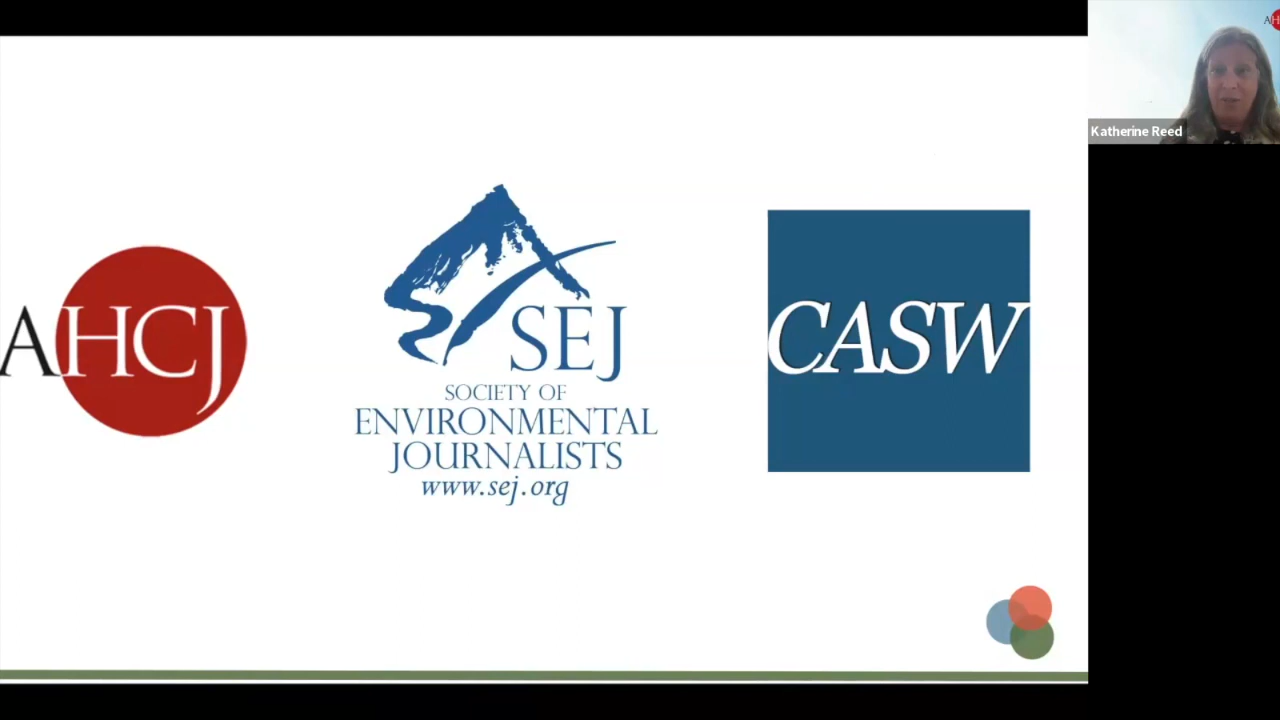 AHCJ
SEJ
SOCIETY OF
ENVIRONMENTAL
JOURNALISTS
www.sej.org
CASW
Katherine Reed